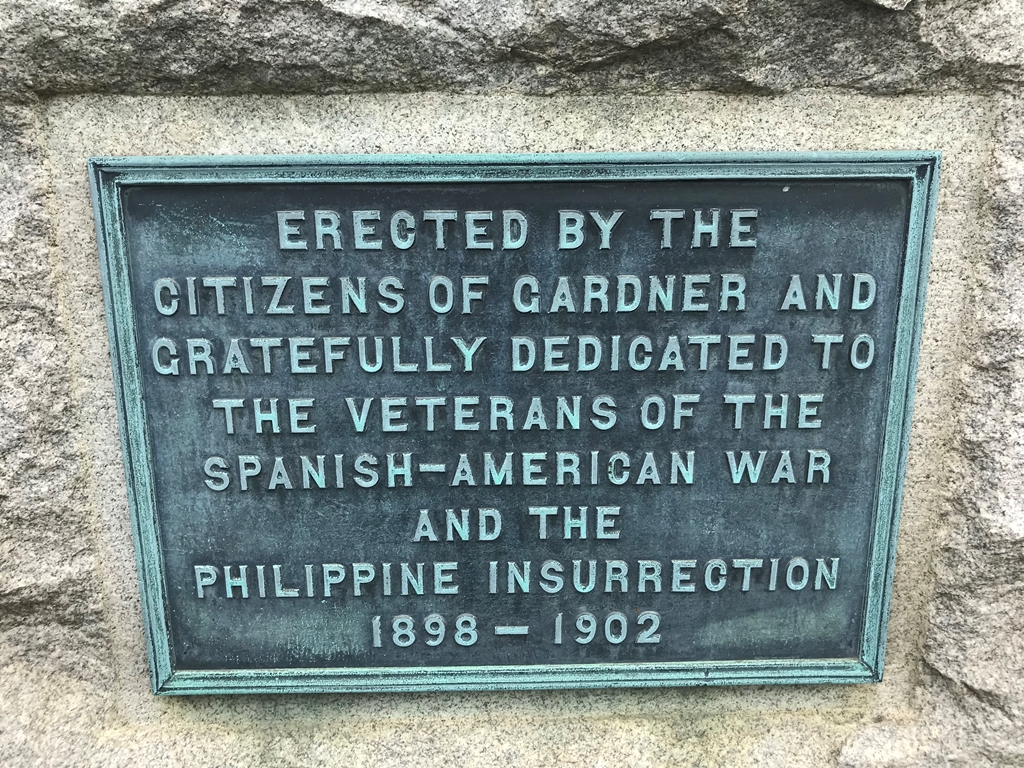 ERECTED BY THE
CITIZENS OF GARDNER AND
GRATEFULLY DEDICATED TO
THE VETERANS OF THE
SPANISH-AMERICAN WAR
AND THE
PHILIPPINE INSURRECTION
1898 - 1902